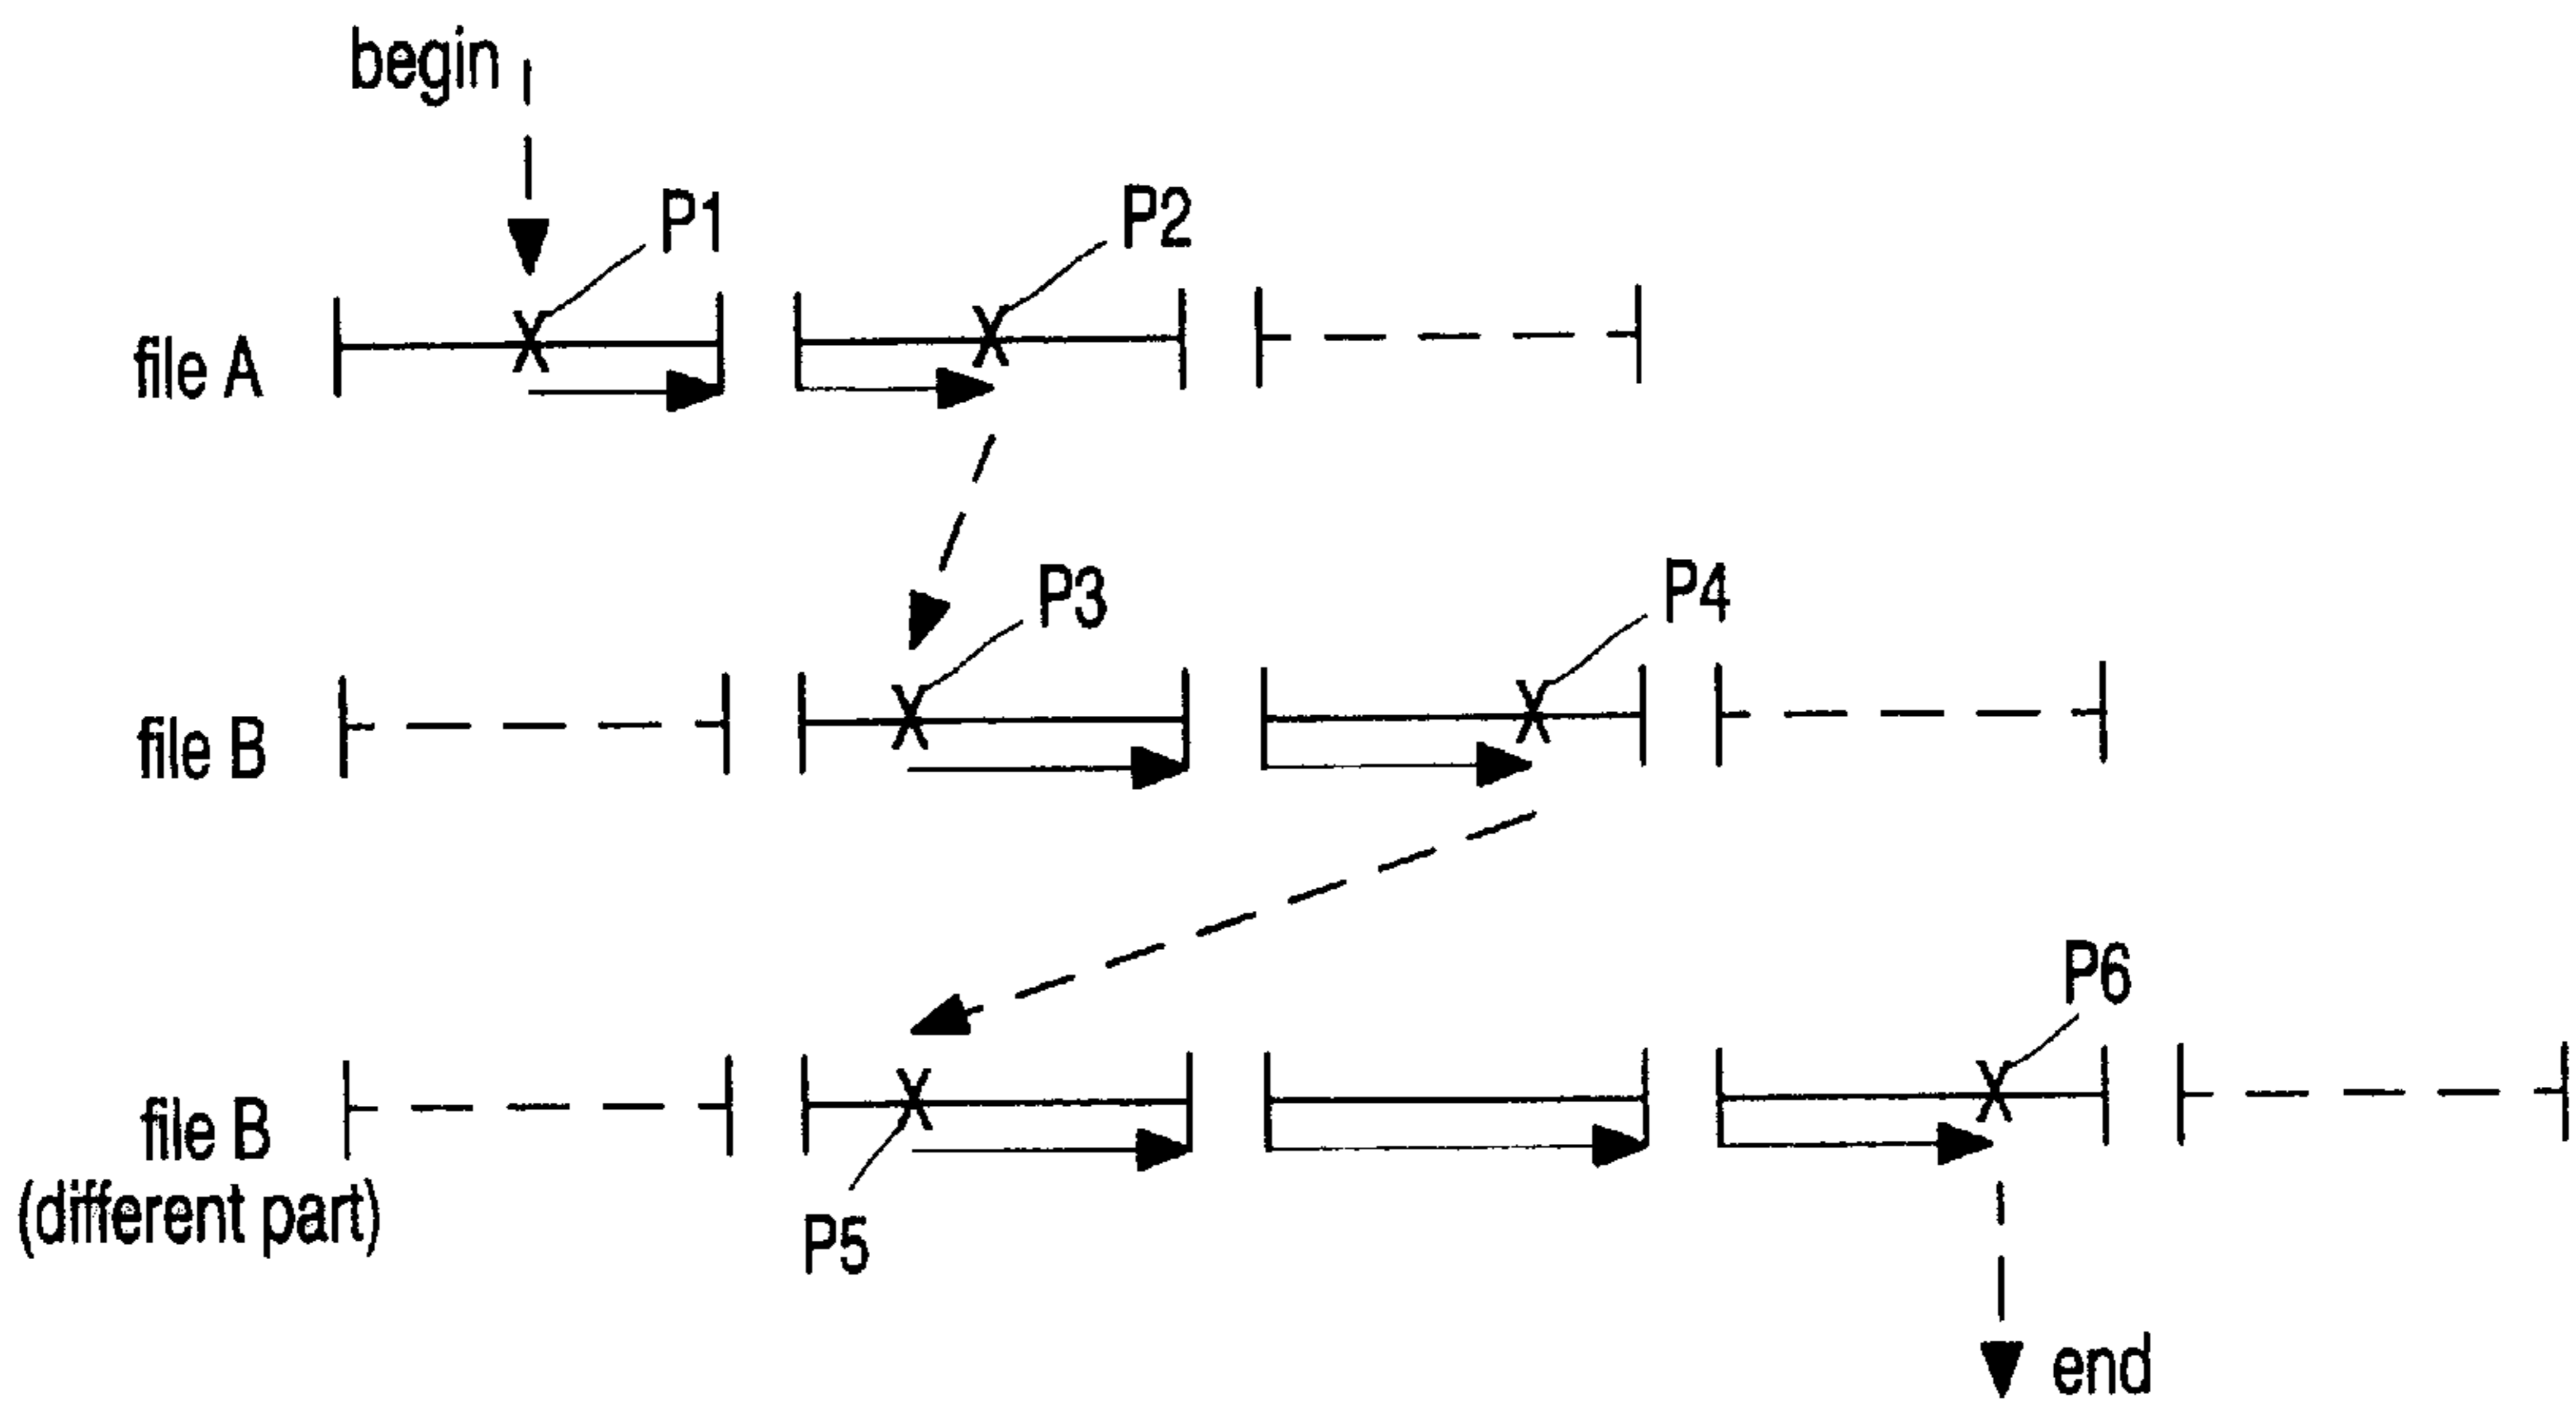 begin
P1
P2
file A
P3
P4
file B
P6
file B
(different part)
P5
end